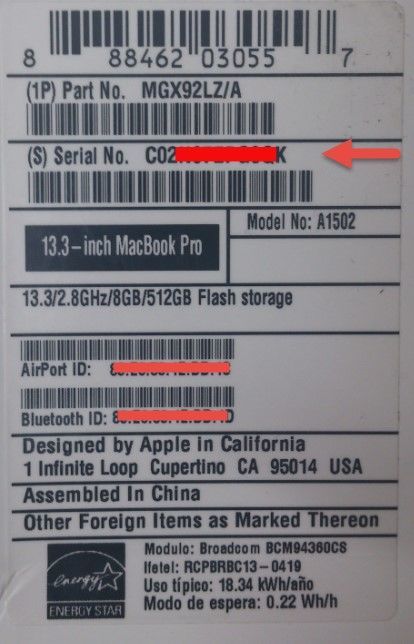 8 88462 03055 7
(1P) Part No. MGX92LZ/A
(S) Serial No. C02 K
Model No: A1502
13.3-inch MacBook Pro
13.3/2.8GHz/8GB/512GB Flash storage
AirPort ID:
Bluetooth ID:
Designed by Apple in California
1 Infinite Loop Cupertino CA 95014 USA
Assembled In China
Other Foreign Items as Marked Thereon
energy
ENERGY STAR
Modulo: Broadcom BCM94360CS
Ifetel: RCPBRBC13-0419
Uso típico: 18.34 kWh/año
Modo de espera: 0.22 Wh/h